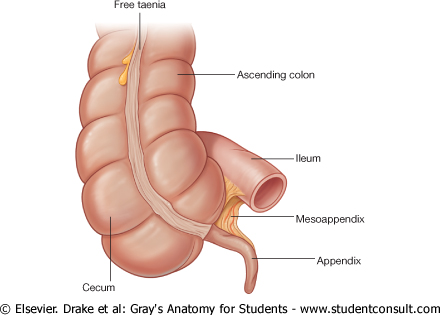 Free taenia
Ascending colon
Ileum
Mesoappendix
Appendix
Cecum
© Elsevier. Drake et al: Gray's Anatomy for Students - www.studentconsult.com